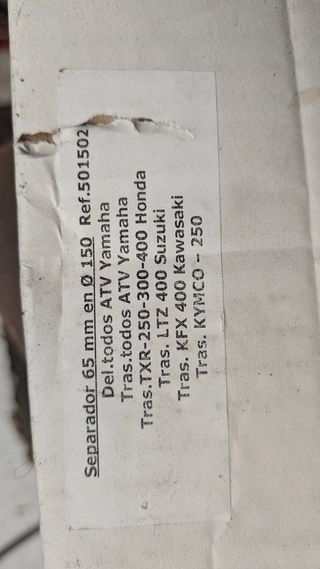 Separador 65 mm en Ø 150 Ref.501502
Del.todos ATV Yamaha
Tras.todos ATV Yamaha
Tras.TXR-250-300-400 Honda
Tras. LTZ 400 Suzuki
Tras. KFX 400 Kawasaki
Tras. KYMCO – 250